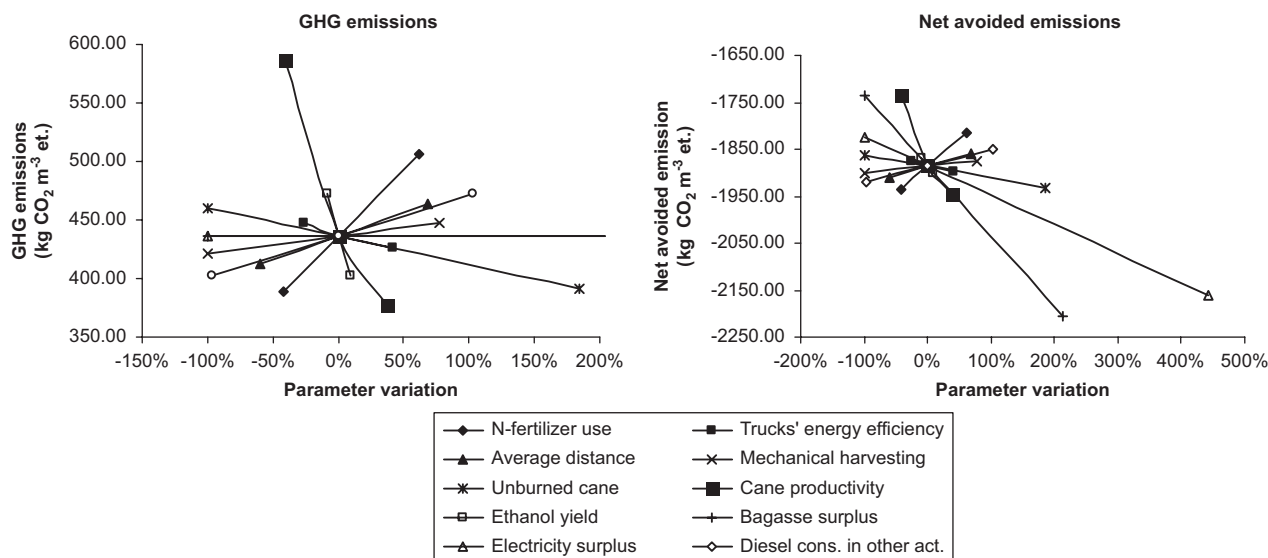 GHG emissions
GHG emissions
(kg CO2 m-3 et.)
600.00
550.00
500.00
450.00
400.00
350.00
-150% -100% -50% 0% 50% 100% 150% 200%
Parameter variation
Net avoided emissions
Net avoided emission
(kg CO2 m-3 et.)
-1650.00
-1750.00
-1850.00
-1950.00
-2050.00
-2150.00
-2250.00
-200% -100% 0% 100% 200% 300% 400% 500%
Parameter variation
N-fertilizer use
Trucks' energy efficiency
Average distance
Mechanical harvesting
Unburned cane
Cane productivity
Ethanol yield
Bagasse surplus
Electricity surplus
Diesel cons. in other act.